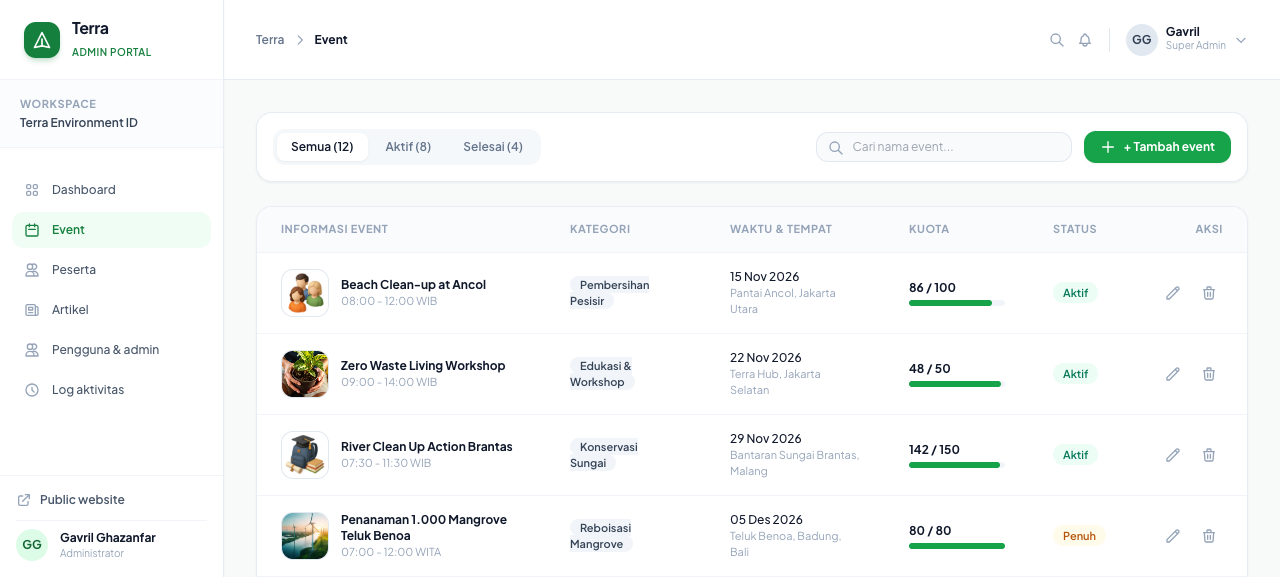 Terra
ADMIN PORTAL
WORKSPACE
Terra Environment ID
Dashboard
Event
Peserta
Artikel
Pengguna & admin
Log aktivitas
Public website
GG
Gavril Ghazanfar
Administrator
Terra
Event
GG
Gavril
Super Admin
Semua (12)
Aktif (8)
Selesai (4)
Cari nama event...
+ Tambah event
INFORMASI EVENT
KATEGORI
WAKTU & TEMPAT
KUOTA
STATUS
AKSI
Beach Clean-up at Ancol
08:00 - 12:00 WIB
Pembersihan
Pesisir
15 Nov 2026
Pantai Ancol, Jakarta
Utara
86 / 100
Aktif
Zero Waste Living Workshop
09:00 - 14:00 WIB
Edukasi &
Workshop
22 Nov 2026
Terra Hub, Jakarta
Selatan
48 / 50
Aktif
River Clean Up Action Brantas
07:30 - 11:30 WIB
Konservasi
Sungai
29 Nov 2026
Bantaran Sungai Brantas,
Malang
142 / 150
Aktif
Penanaman 1.000 Mangrove
Teluk Benoa
07:00 - 12:00 WITA
Reboisasi
Mangrove
05 Des 2026
Teluk Benoa, Badung,
Bali
80 / 80
Penuh